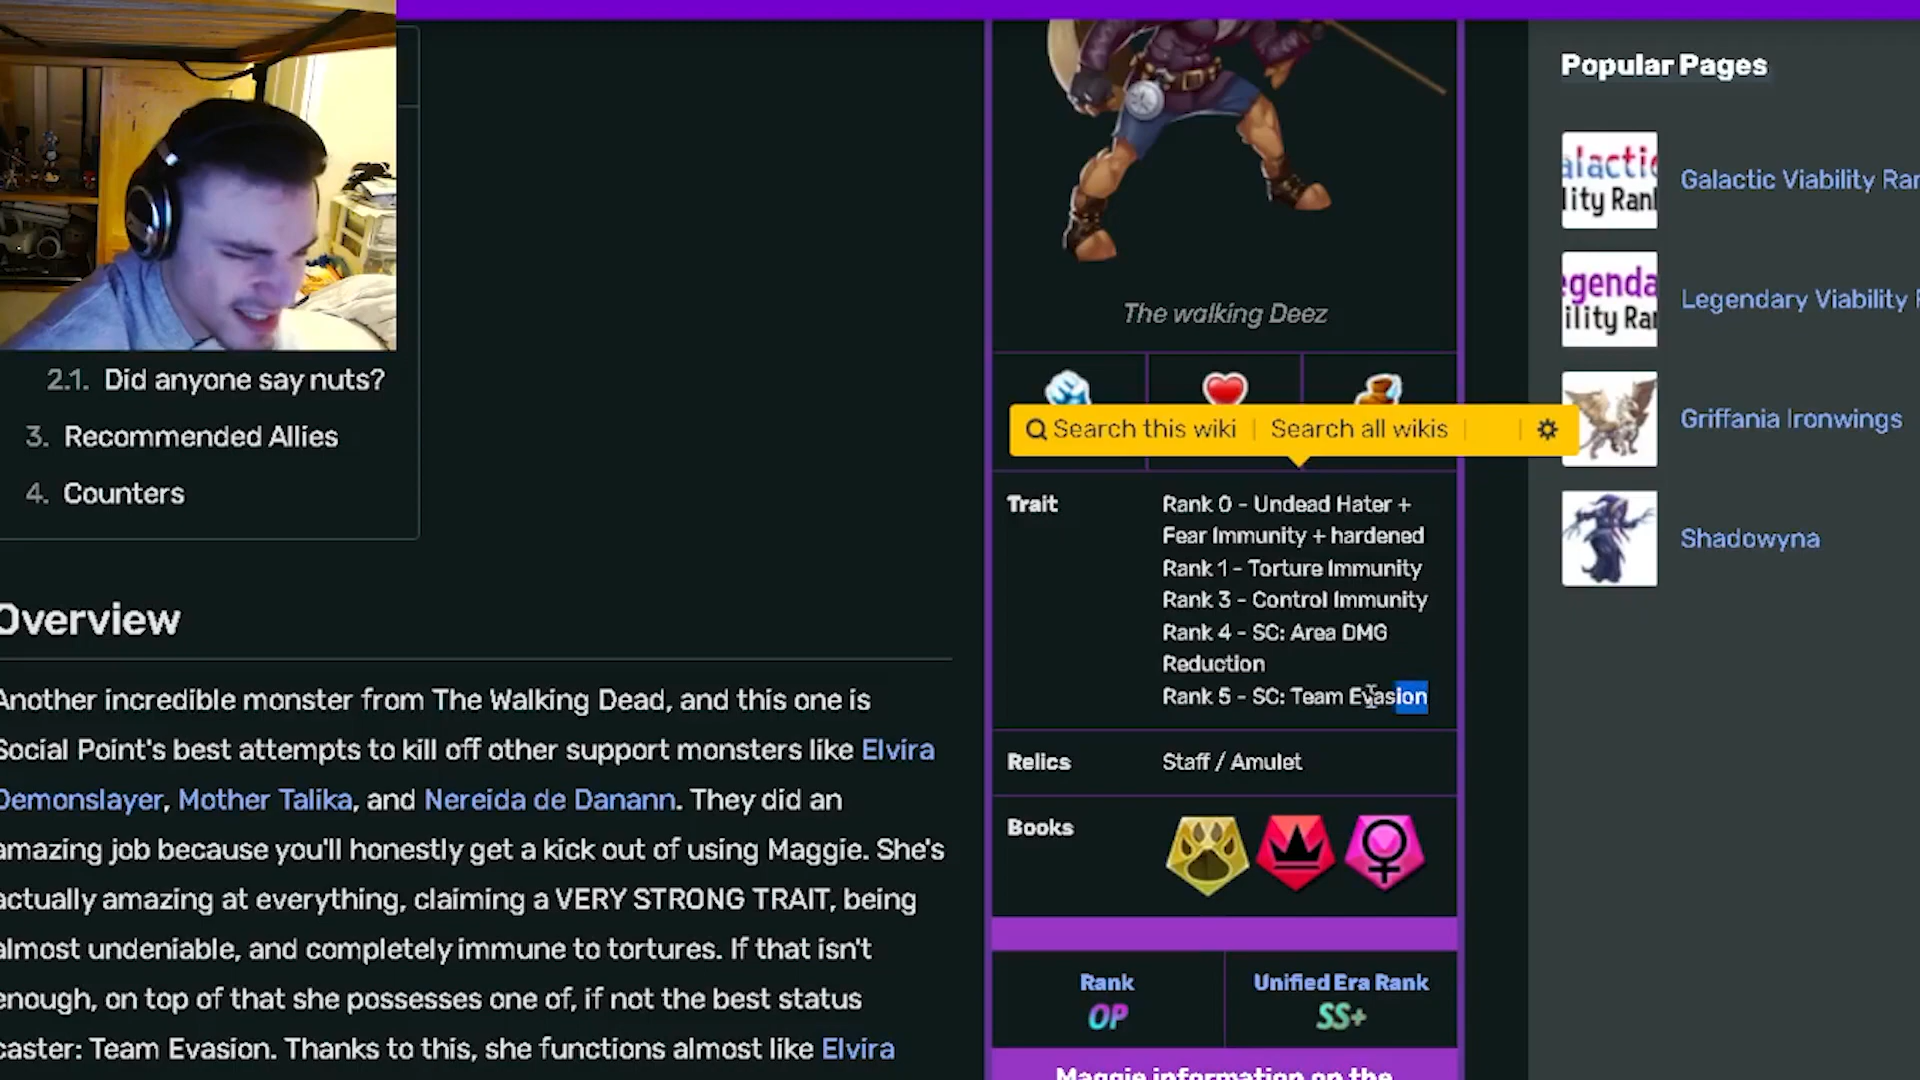 The walking Deez
Search this wiki
Search all wikis
2.1. Did anyone say nuts?
3. Recommended Allies
4. Counters
Overview
Another incredible monster from The Walking Dead, and this one is
Social Point's best attempts to kill off other support monsters like Elvira
Demonslayer, Mother Talika, and Nereida de Danann. They did an
amazing job because you'll honestly get a kick out of using Maggie. She's
actually amazing at everything, claiming a VERY STRONG TRAIT, being
almost undeniable, and completely immune to tortures. If that isn't
enough, on top of that she possesses one of, if not the best status
caster: Team Evasion. Thanks to this, she functions almost like Elvira
Trait
Rank 0 - Undead Hater +
Fear Immunity + hardened
Rank 1 - Torture Immunity
Rank 3 - Control Immunity
Rank 4 - SC: Area DMG
Reduction
Rank 5 - SC: Team Evasion
Relics
Staff / Amulet
Books
Rank
OP
Unified Era Rank
SS+
Maggie information on the
Popular Pages
Galactic Viability
Legendary Viability
Griffania Ironwings
Shadowyna